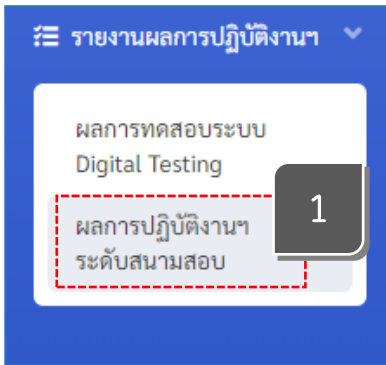 รายงานผลการปฏิบัติงานฯ
ผลการทดสอบระบบ
Digital Testing
1
ผลการปฏิบัติงานฯ
ระดับสนามสอบ